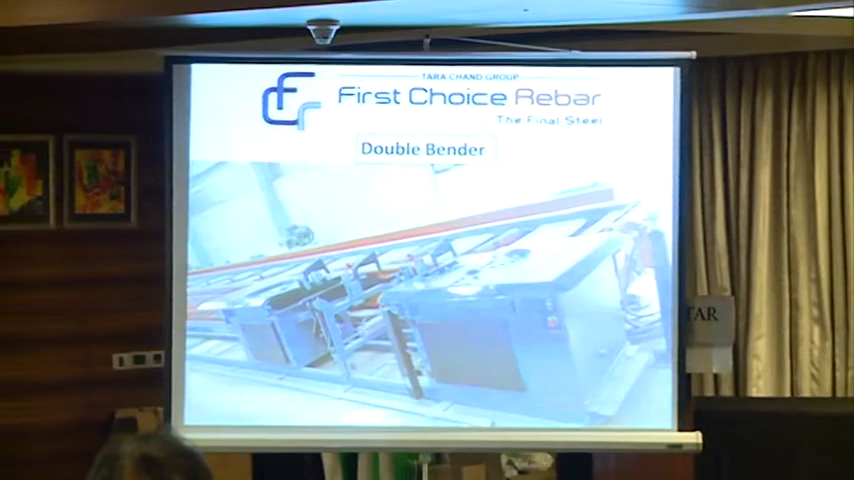 TARA CHAND GROUP
First Choice Rebar
The Final Steel
Double Bender
TAR